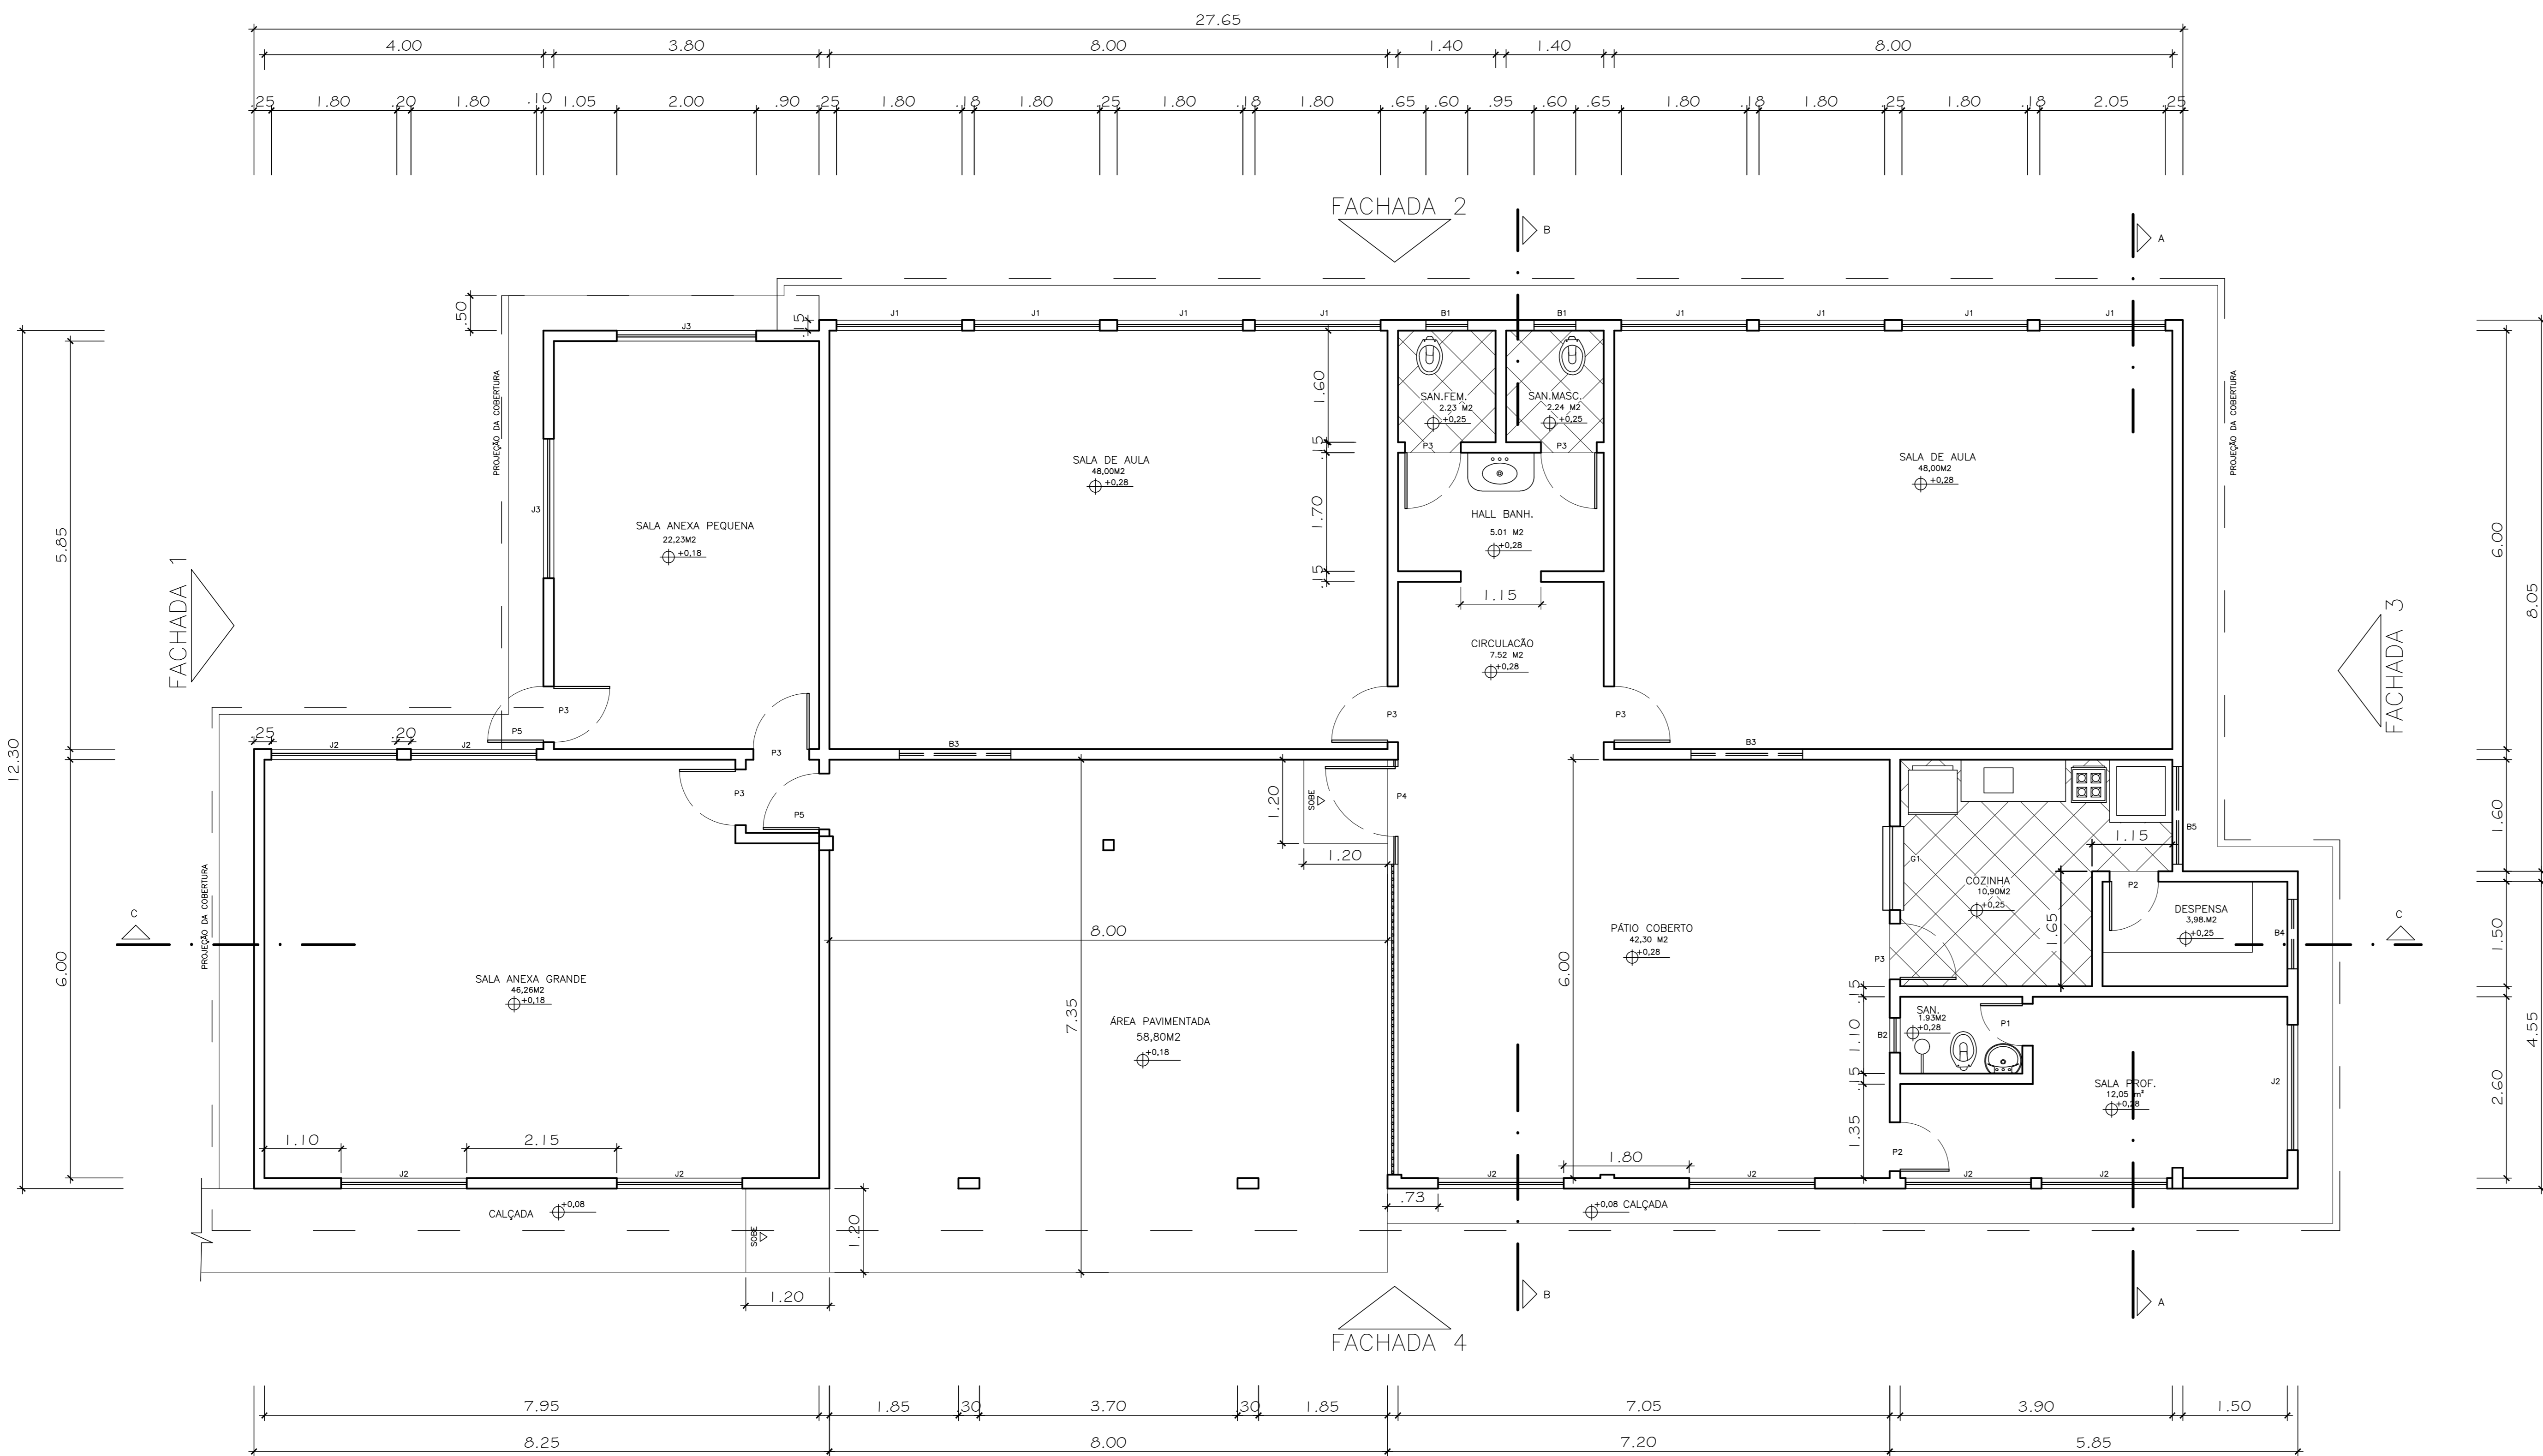 27.65
4.00 3.80 8.00 1.40 1.40 8.00
.25 1.80 .20 1.80 .10 1.05 2.00 .90 .25 1.80 .18 1.80 .25 1.80 .18 1.80 .65 .60 .95 .60 .65 1.80 .18 1.80 .25 1.80 .18 2.05 .25
FACHADA 2
B
A
.50
.15
J3
J1 J1 J1 J1 B1 B1 J1 J1 J1 J1
PROJEÇÃO DA COBERTURA
PROJEÇÃO DA COBERTURA
1.60
SAN.FEM.
2.23 M2
+0,25
SAN.MASC.
2.24 M2
+0,25
P3 P3
.15
SALA DE AULA
48,00M2
+0,28
SALA DE AULA
48,00M2
+0,28
J3
SALA ANEXA PEQUENA
22,23M2
+0,18
1.70
HALL BANH.
5.01 M2
+0,28
.15
1.15
5.85
12.30
FACHADA 1
6.00
8.05
FACHADA 3
CIRCULACÃO
7.52 M2
+0,28
P3
P5
P3
P3
.25
.20
J2 J2
P3
B3
B3
P3
P5
1.20
SOBE
P4
1.20
G1
B5
1.15
1.60
COZINHA
10,90M2
+0,25
P2
1.65
DESPENSA
3,98.M2
+0,25
B4
1.50
C
C
PROJEÇÃO DA COBERTURA
8.00
PÁTIO COBERTO
42,30 M2
+0,28
6.00
P3
6.00
SALA ANEXA GRANDE
46,26M2
+0,18
7.35
ÁREA PAVIMENTADA
58,80M2
+0,18
.15
1.10
.15
1.35
B2
SAN.
1.93M2
+0,28
P1
SALA PROF.
12,05 m²
+0,28
J2
2.60
4.55
P2
1.10
2.15
J2 J2
1.80
J2 J2 J2 J2
.73
CALÇADA
+0,08
+0,08 CALÇADA
SOBE
1.20
1.20
B
A
FACHADA 4
7.95 1.85 .30 3.70 .30 1.85 7.05 3.90 1.50
8.25 8.00 7.20 5.85